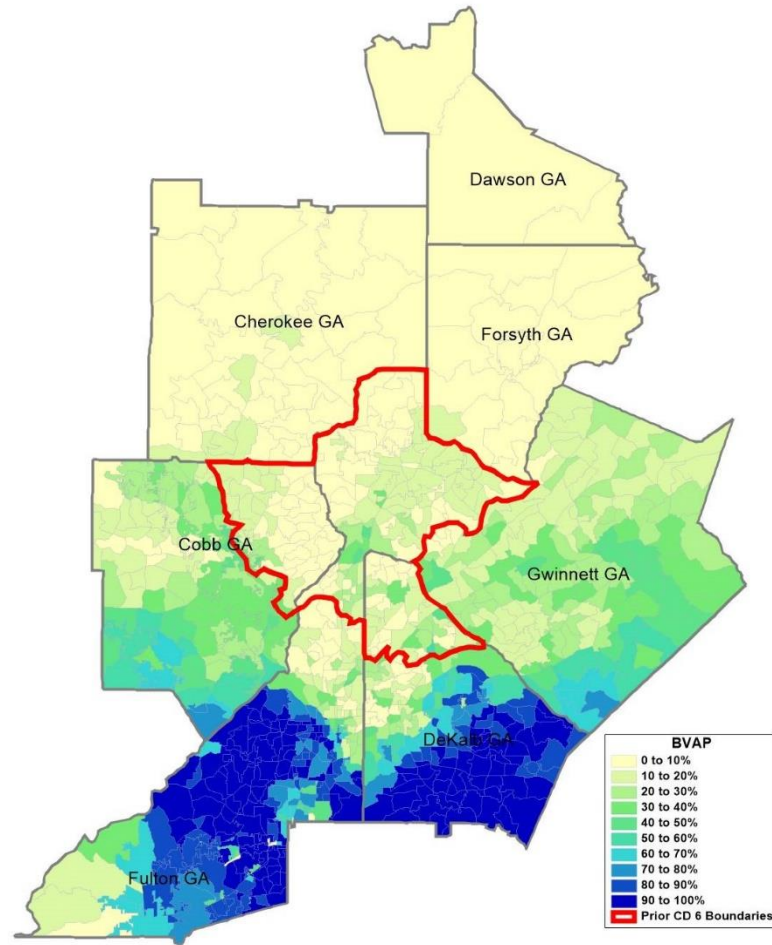 Dawson GA
Cherokee GA
Forsyth GA
Cobb GA
Gwinnett GA
DeKalb GA
Fulton GA
BVAP
0 to 10%
10 to 20%
20 to 30%
30 to 40%
40 to 50%
50 to 60%
60 to 70%
70 to 80%
80 to 90%
90 to 100%
Prior CD 6 Boundaries